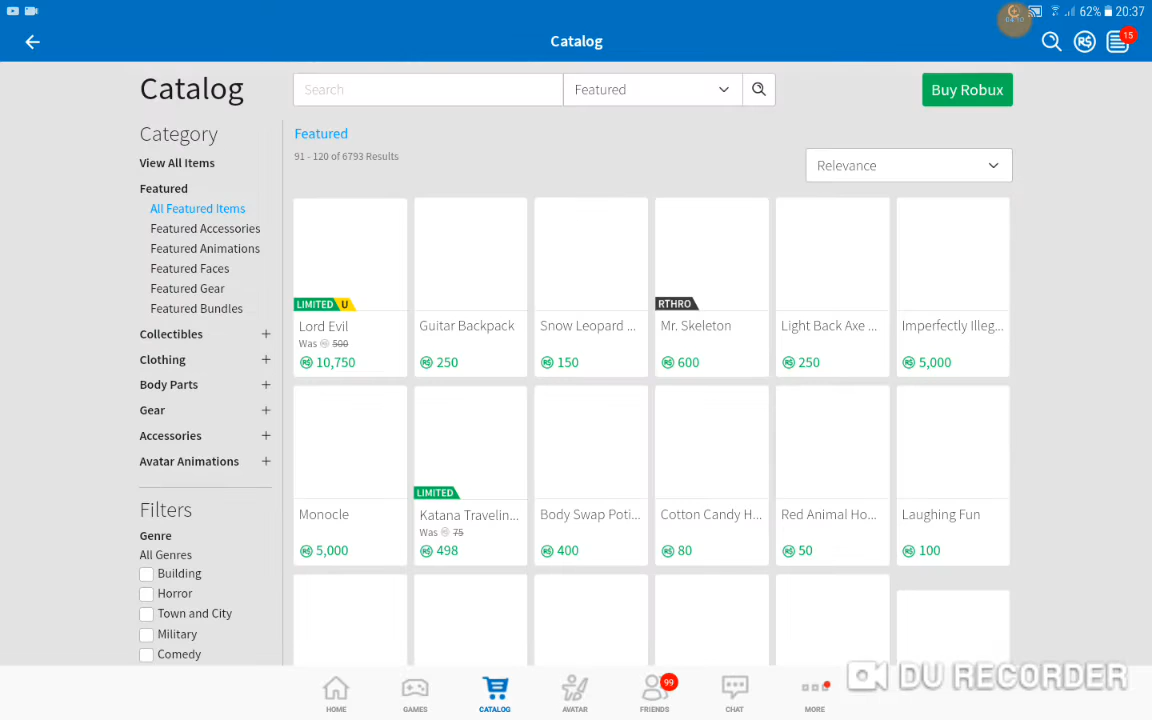 62% 20:37
04:10
Catalog
R$
15
Catalog
Search
Featured
Buy Robux
Category
View All Items
Featured
All Featured Items
Featured Accessories
Featured Animations
Featured Faces
Featured Gear
Featured Bundles
Collectibles +
Clothing +
Body Parts +
Gear +
Accessories +
Avatar Animations +
Filters
Genre
All Genres
Building
Horror
Town and City
Military
Comedy
Featured
91 - 120 of 6793 Results
Relevance
LIMITED U
Lord Evil
Was 500
R$ 10,750
Guitar Backpack
R$ 250
Snow Leopard ...
R$ 150
RTHRO
Mr. Skeleton
R$ 600
Light Back Axe ...
R$ 250
Imperfectly Illeg...
R$ 5,000
Monocle
R$ 5,000
LIMITED
Katana Travelin...
Was 75
R$ 498
Body Swap Poti...
R$ 400
Cotton Candy H...
R$ 80
Red Animal Ho...
R$ 50
Laughing Fun
R$ 100
HOME
GAMES
CATALOG
AVATAR
99
FRIENDS
CHAT
MORE
DU RECORDER